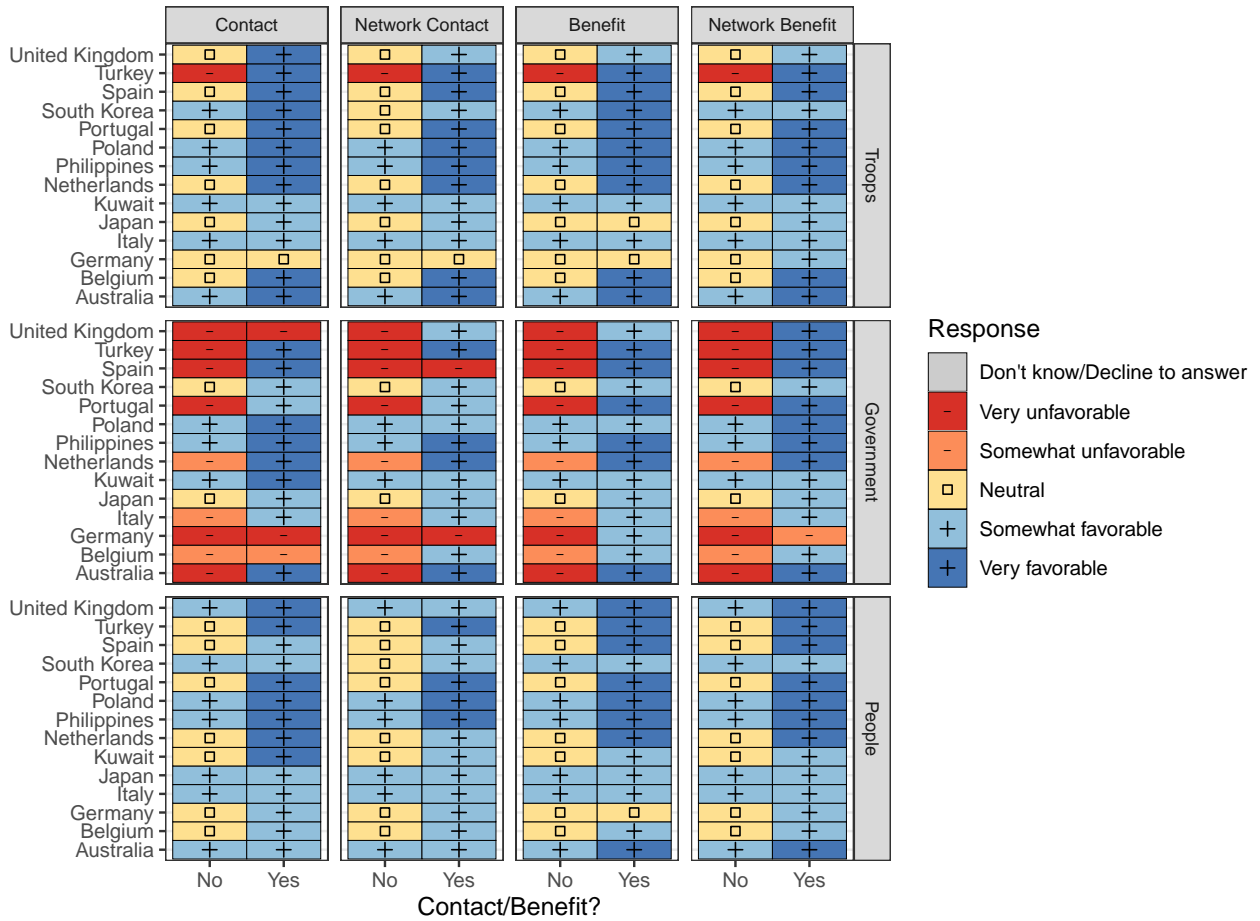 Contact
Network Contact
Benefit
Network Benefit
United Kingdom
Turkey
Spain
South Korea
Portugal
Poland
Philippines
Netherlands
Kuwait
Japan
Italy
Germany
Belgium
Australia
Troops
United Kingdom
Turkey
Spain
South Korea
Portugal
Poland
Philippines
Netherlands
Kuwait
Japan
Italy
Germany
Belgium
Australia
Government
United Kingdom
Turkey
Spain
South Korea
Portugal
Poland
Philippines
Netherlands
Kuwait
Japan
Italy
Germany
Belgium
Australia
People
No Yes No Yes No Yes No Yes
Contact/Benefit?
Response
Don't know/Decline to answer
Very unfavorable
Somewhat unfavorable
Neutral
Somewhat favorable
Very favorable